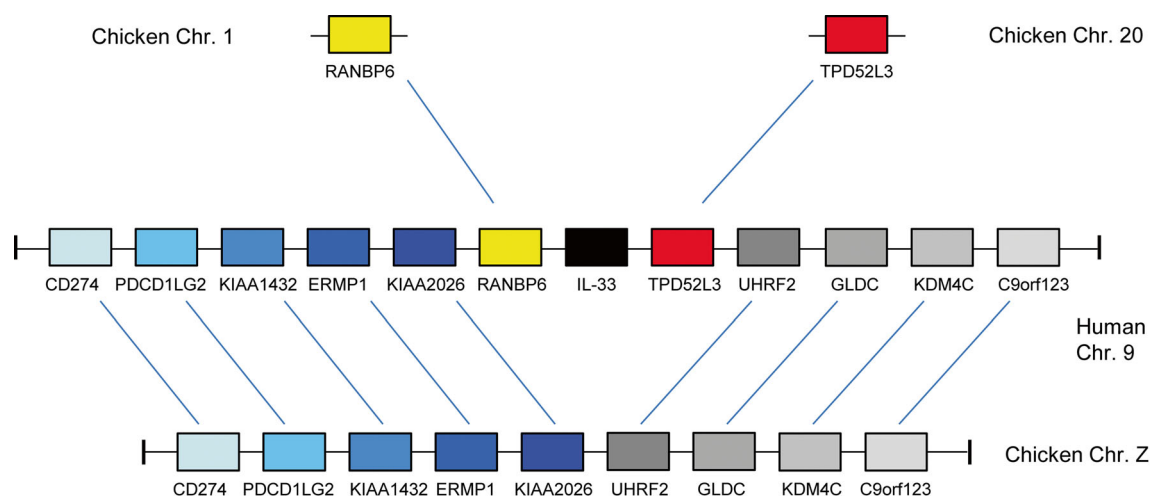 Chicken Chr. 1
Chicken Chr. 20
RANBP6
TPD52L3
CD274 PDCD1LG2 KIAA1432 ERMP1 KIAA2026 RANBP6 IL-33 TPD52L3 UHRF2 GLDC KDM4C C9orf123
Human
Chr. 9
Chicken Chr. Z
CD274 PDCD1LG2 KIAA1432 ERMP1 KIAA2026 UHRF2 GLDC KDM4C C9orf123